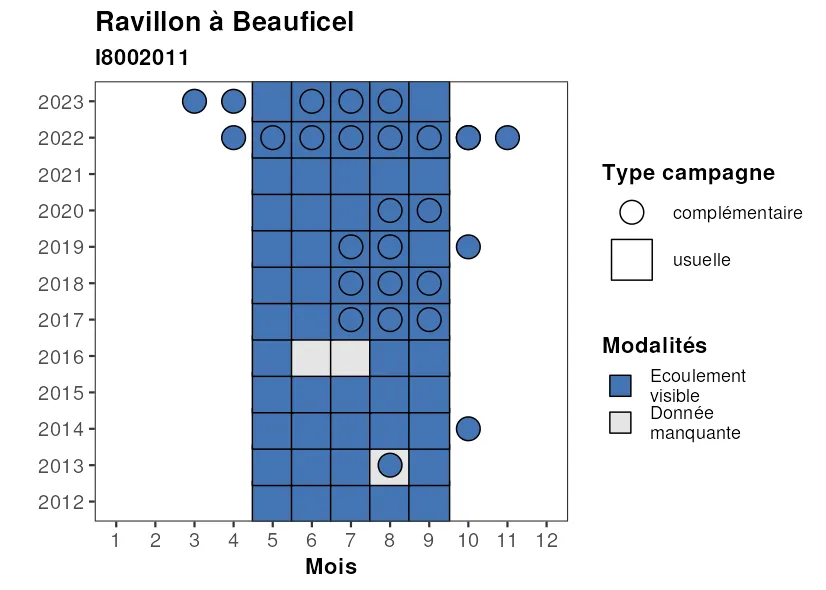 Ravillon à Beauficel
I8002011
2023
2022
2021
2020
2019
2018
2017
2016
2015
2014
2013
2012
1 2 3 4 5 6 7 8 9 10 11 12
Mois
Type campagne
complémentaire
usuelle
Modalités
Ecoulement
visible
Donnée
manquante